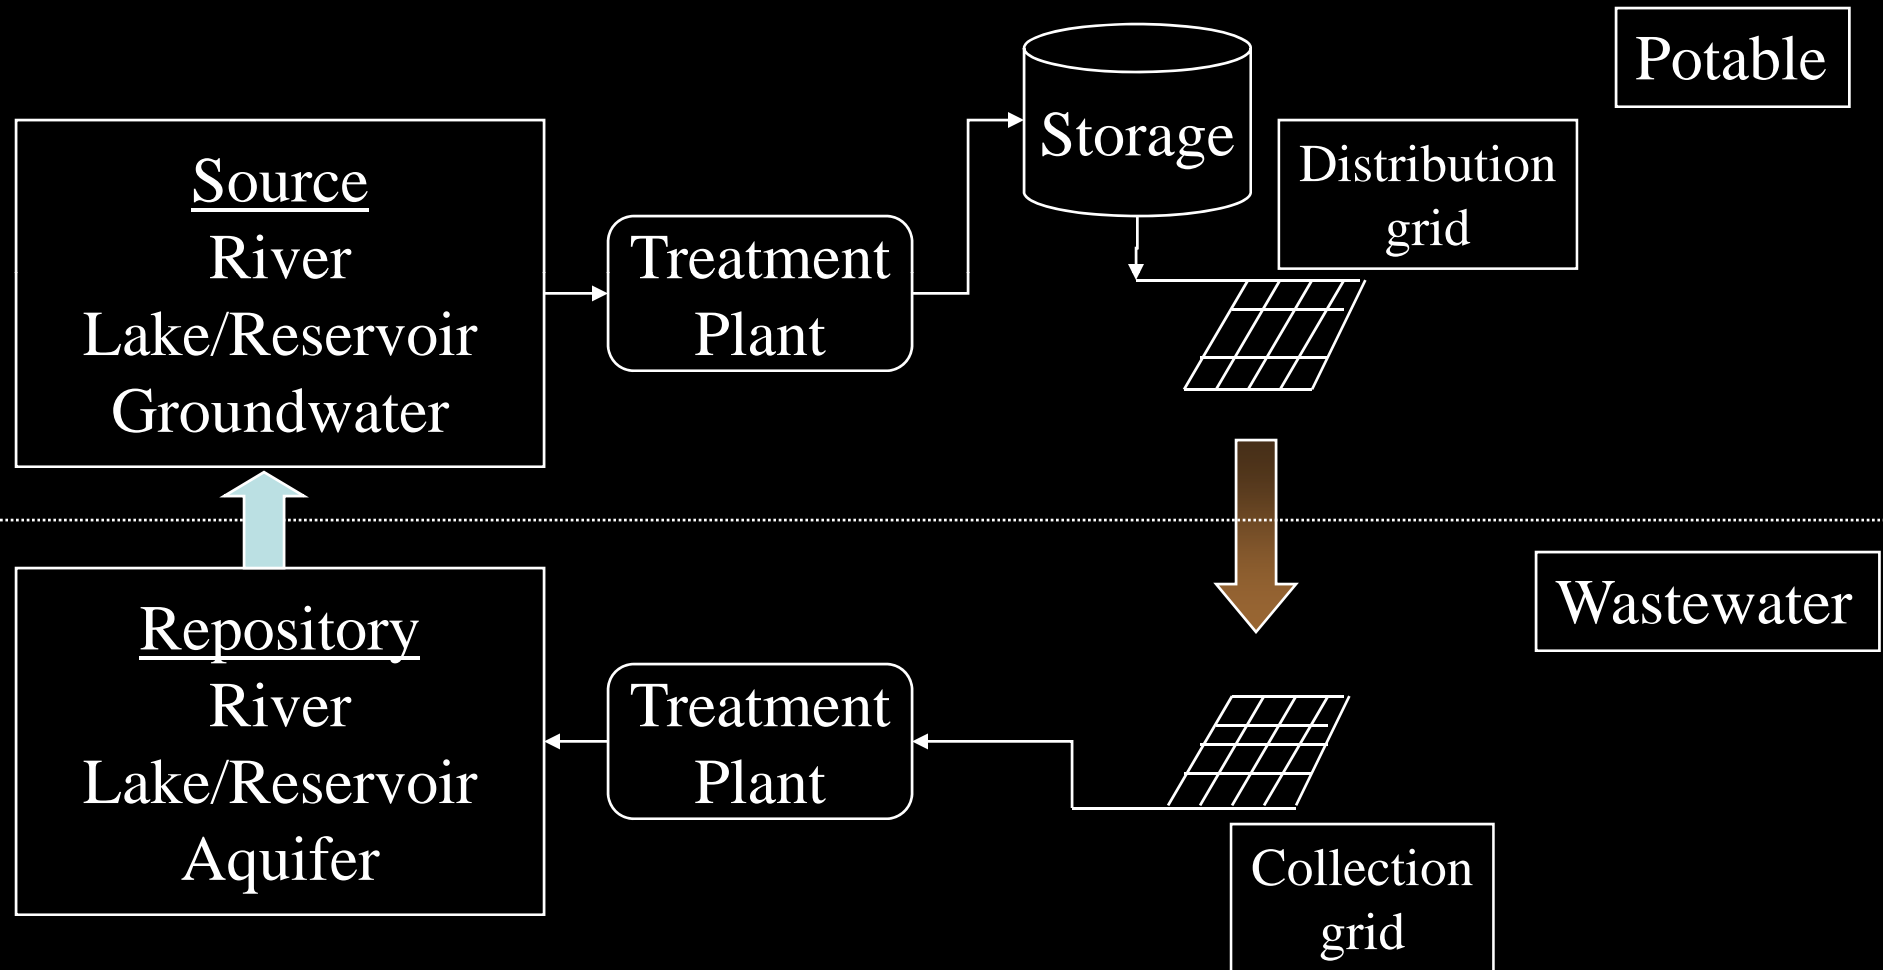 Potable
Source
River
Lake/Reservoir
Groundwater
Treatment
Plant
Storage
Distribution
grid
Wastewater
Repository
River
Lake/Reservoir
Aquifer
Treatment
Plant
Collection
grid